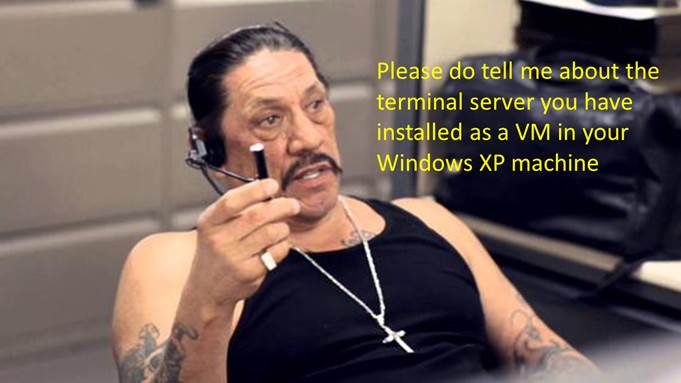 Please do tell me about the
terminal server you have
installed as a VM in your
Windows XP machine